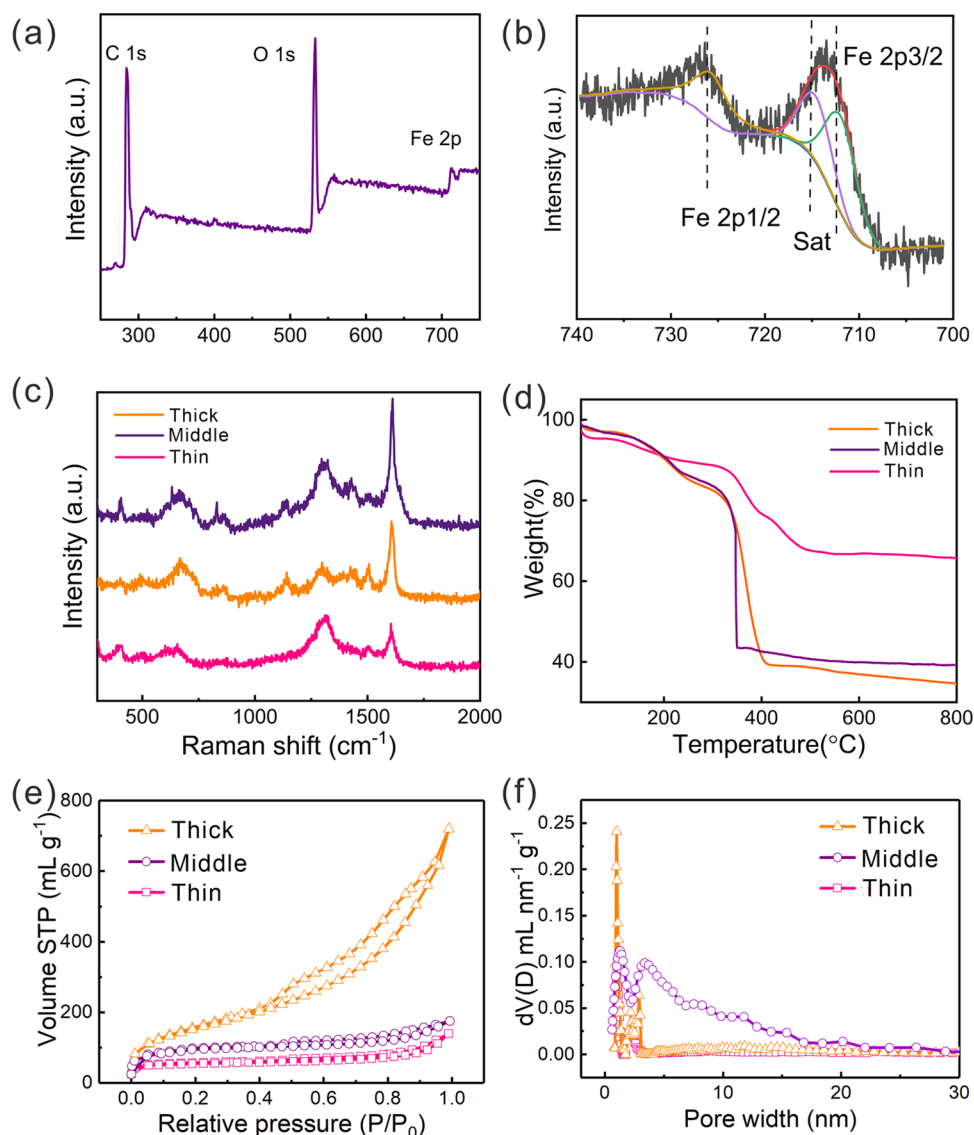 (a)
C 1s
O 1s
Fe 2p
Intensity (a.u.)
300 400 500 600 700
(b)
Fe 2p3/2
Fe 2p1/2
Sat
Intensity (a.u.)
740 730 720 710 700
(c)
Thick
Middle
Thin
Intensity (a.u.)
500 1000 1500 2000
Raman shift (cm⁻¹)
(d)
Thick
Middle
Thin
Weight(%)
100
80
60
40
200 400 600 800
Temperature(°C)
(e)
Thick
Middle
Thin
Volume STP (mL g⁻¹)
800
600
400
200
0
0.0 0.2 0.4 0.6 0.8 1.0
Relative pressure (P/P₀)
(f)
Thick
Middle
Thin
dV(D) mL nm⁻¹ g⁻¹
0.25
0.20
0.15
0.10
0.05
0.00
0 10 20 30
Pore width (nm)